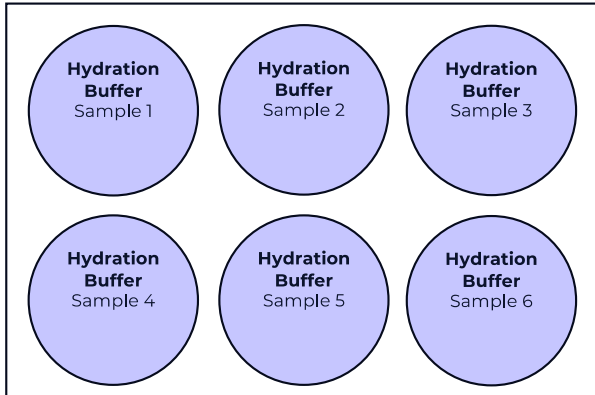 Hydration
Buffer
Sample 1
Hydration
Buffer
Sample 2
Hydration
Buffer
Sample 3
Hydration
Buffer
Sample 4
Hydration
Buffer
Sample 5
Hydration
Buffer
Sample 6